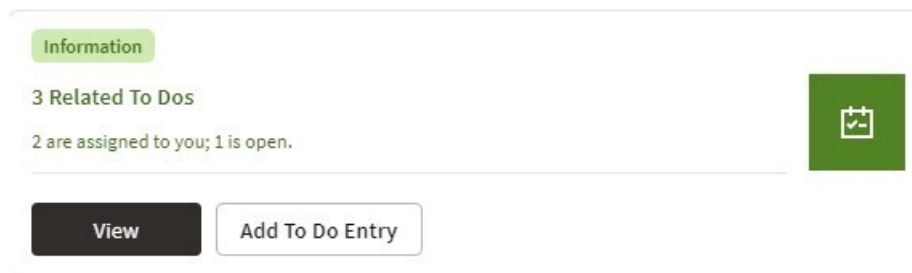 Information
3 Related To Dos
2 are assigned to you; 1 is open.
View
Add To Do Entry